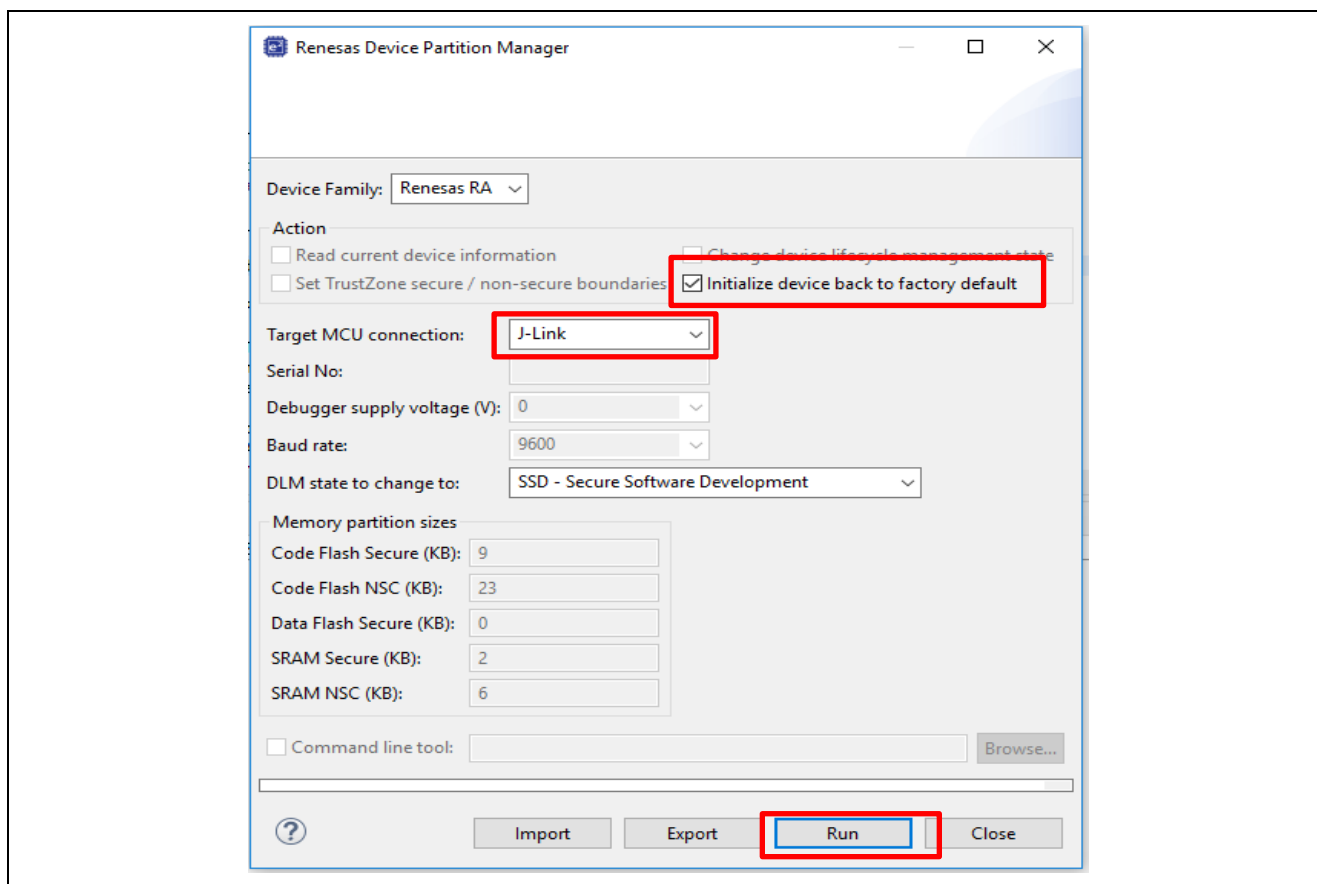 Renesas Device Partition Manager
Device Family: Renesas RA
Action
Read current device information Change device lifecycle management state
Set TrustZone secure / non-secure boundaries Initialize device back to factory default
Target MCU connection: J-Link
Serial No:
Debugger supply voltage (V): 0
Baud rate: 9600
DLM state to change to: SSD - Secure Software Development
Memory partition sizes
Code Flash Secure (KB): 9
Code Flash NSC (KB): 23
Data Flash Secure (KB): 0
SRAM Secure (KB): 2
SRAM NSC (KB): 6
Command line tool: Browse...
? Import Export Run Close